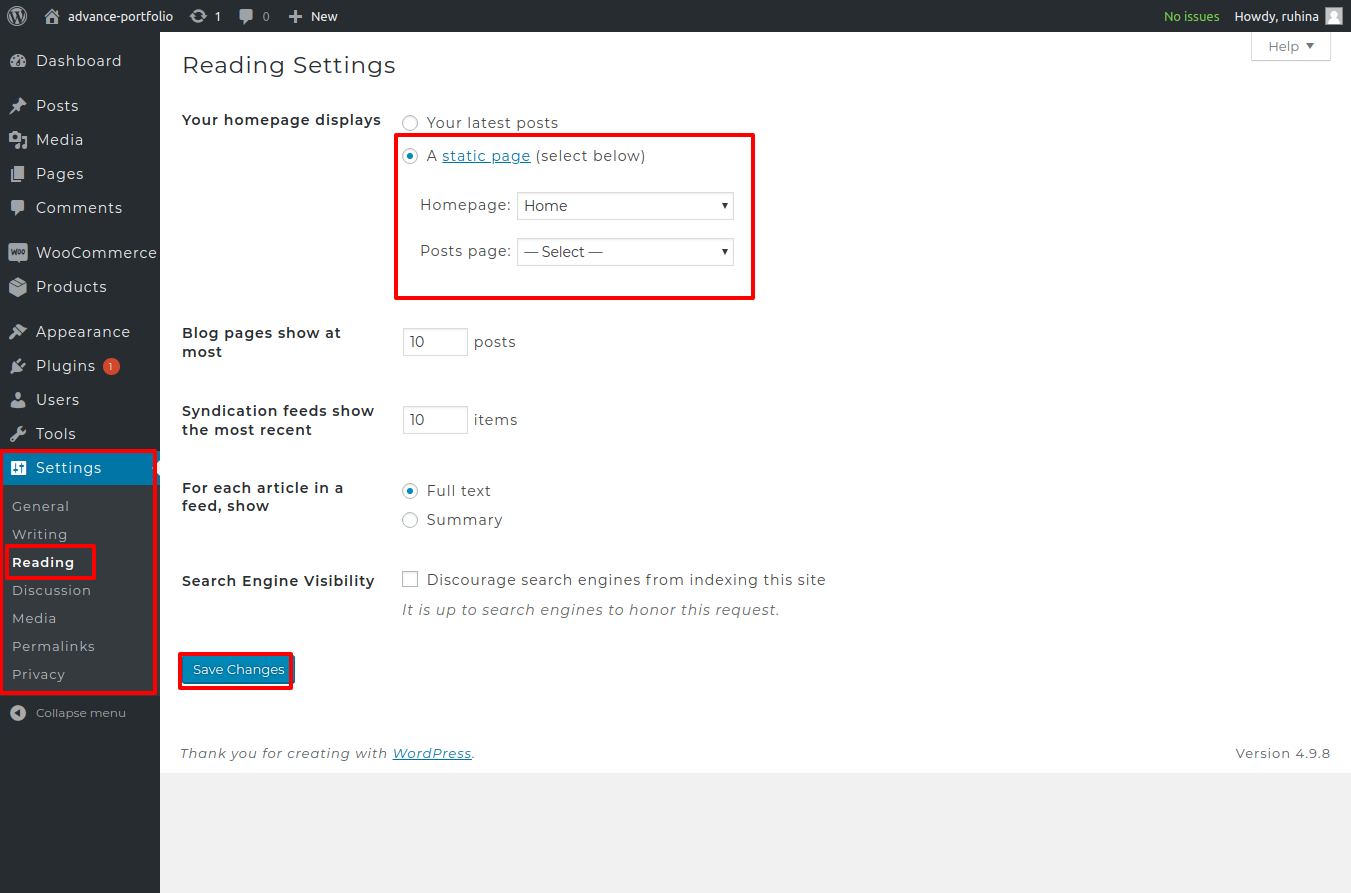 advance-portfolio 1 0 New No issues Howdy, ruhina
Help
Dashboard
Posts
Media
Pages
Comments
WOO WooCommerce
Products
Appearance
Plugins 1
Users
Tools
Settings
General
Writing
Reading
Discussion
Media
Permalinks
Privacy
Collapse menu
Reading Settings
Your homepage displays
Your latest posts
A static page (select below)
Homepage: Home
Posts page: — Select —
Blog pages show at
most
10 posts
Syndication feeds show
the most recent
10 items
For each article in a
feed, show
Full text
Summary
Search Engine Visibility
Discourage search engines from indexing this site
It is up to search engines to honor this request.
Save Changes
Thank you for creating with WordPress.
Version 4.9.8